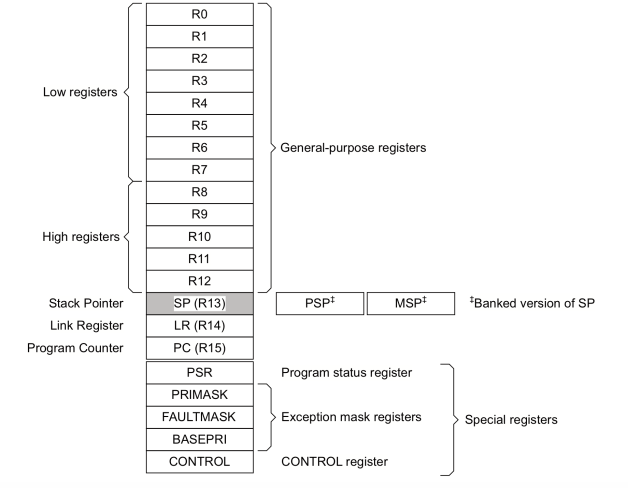 R0
R1
R2
R3
Low registers
R4
R5
R6
General-purpose registers
R7
R8
R9
High registers
R10
R11
R12
Stack Pointer SP (R13) PSP‡ MSP‡ ‡Banked version of SP
Link Register LR (R14)
Program Counter PC (R15)
PSR Program status register
PRIMASK
FAULTMASK Exception mask registers Special registers
BASEPRI
CONTROL CONTROL register